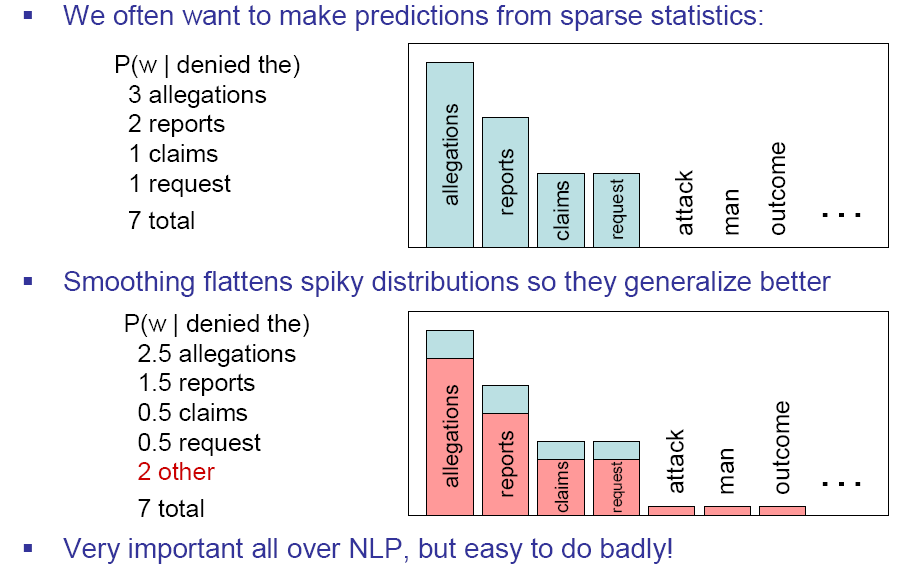 ▪ We often want to make predictions from sparse statistics:
P(w | denied the)
3 allegations
2 reports
1 claims
1 request
7 total
allegations
reports
claims
request
attack
man
outcome
...
▪ Smoothing flattens spiky distributions so they generalize better
P(w | denied the)
2.5 allegations
1.5 reports
0.5 claims
0.5 request
2 other
7 total
allegations
reports
claims
request
attack
man
outcome
...
▪ Very important all over NLP, but easy to do badly!